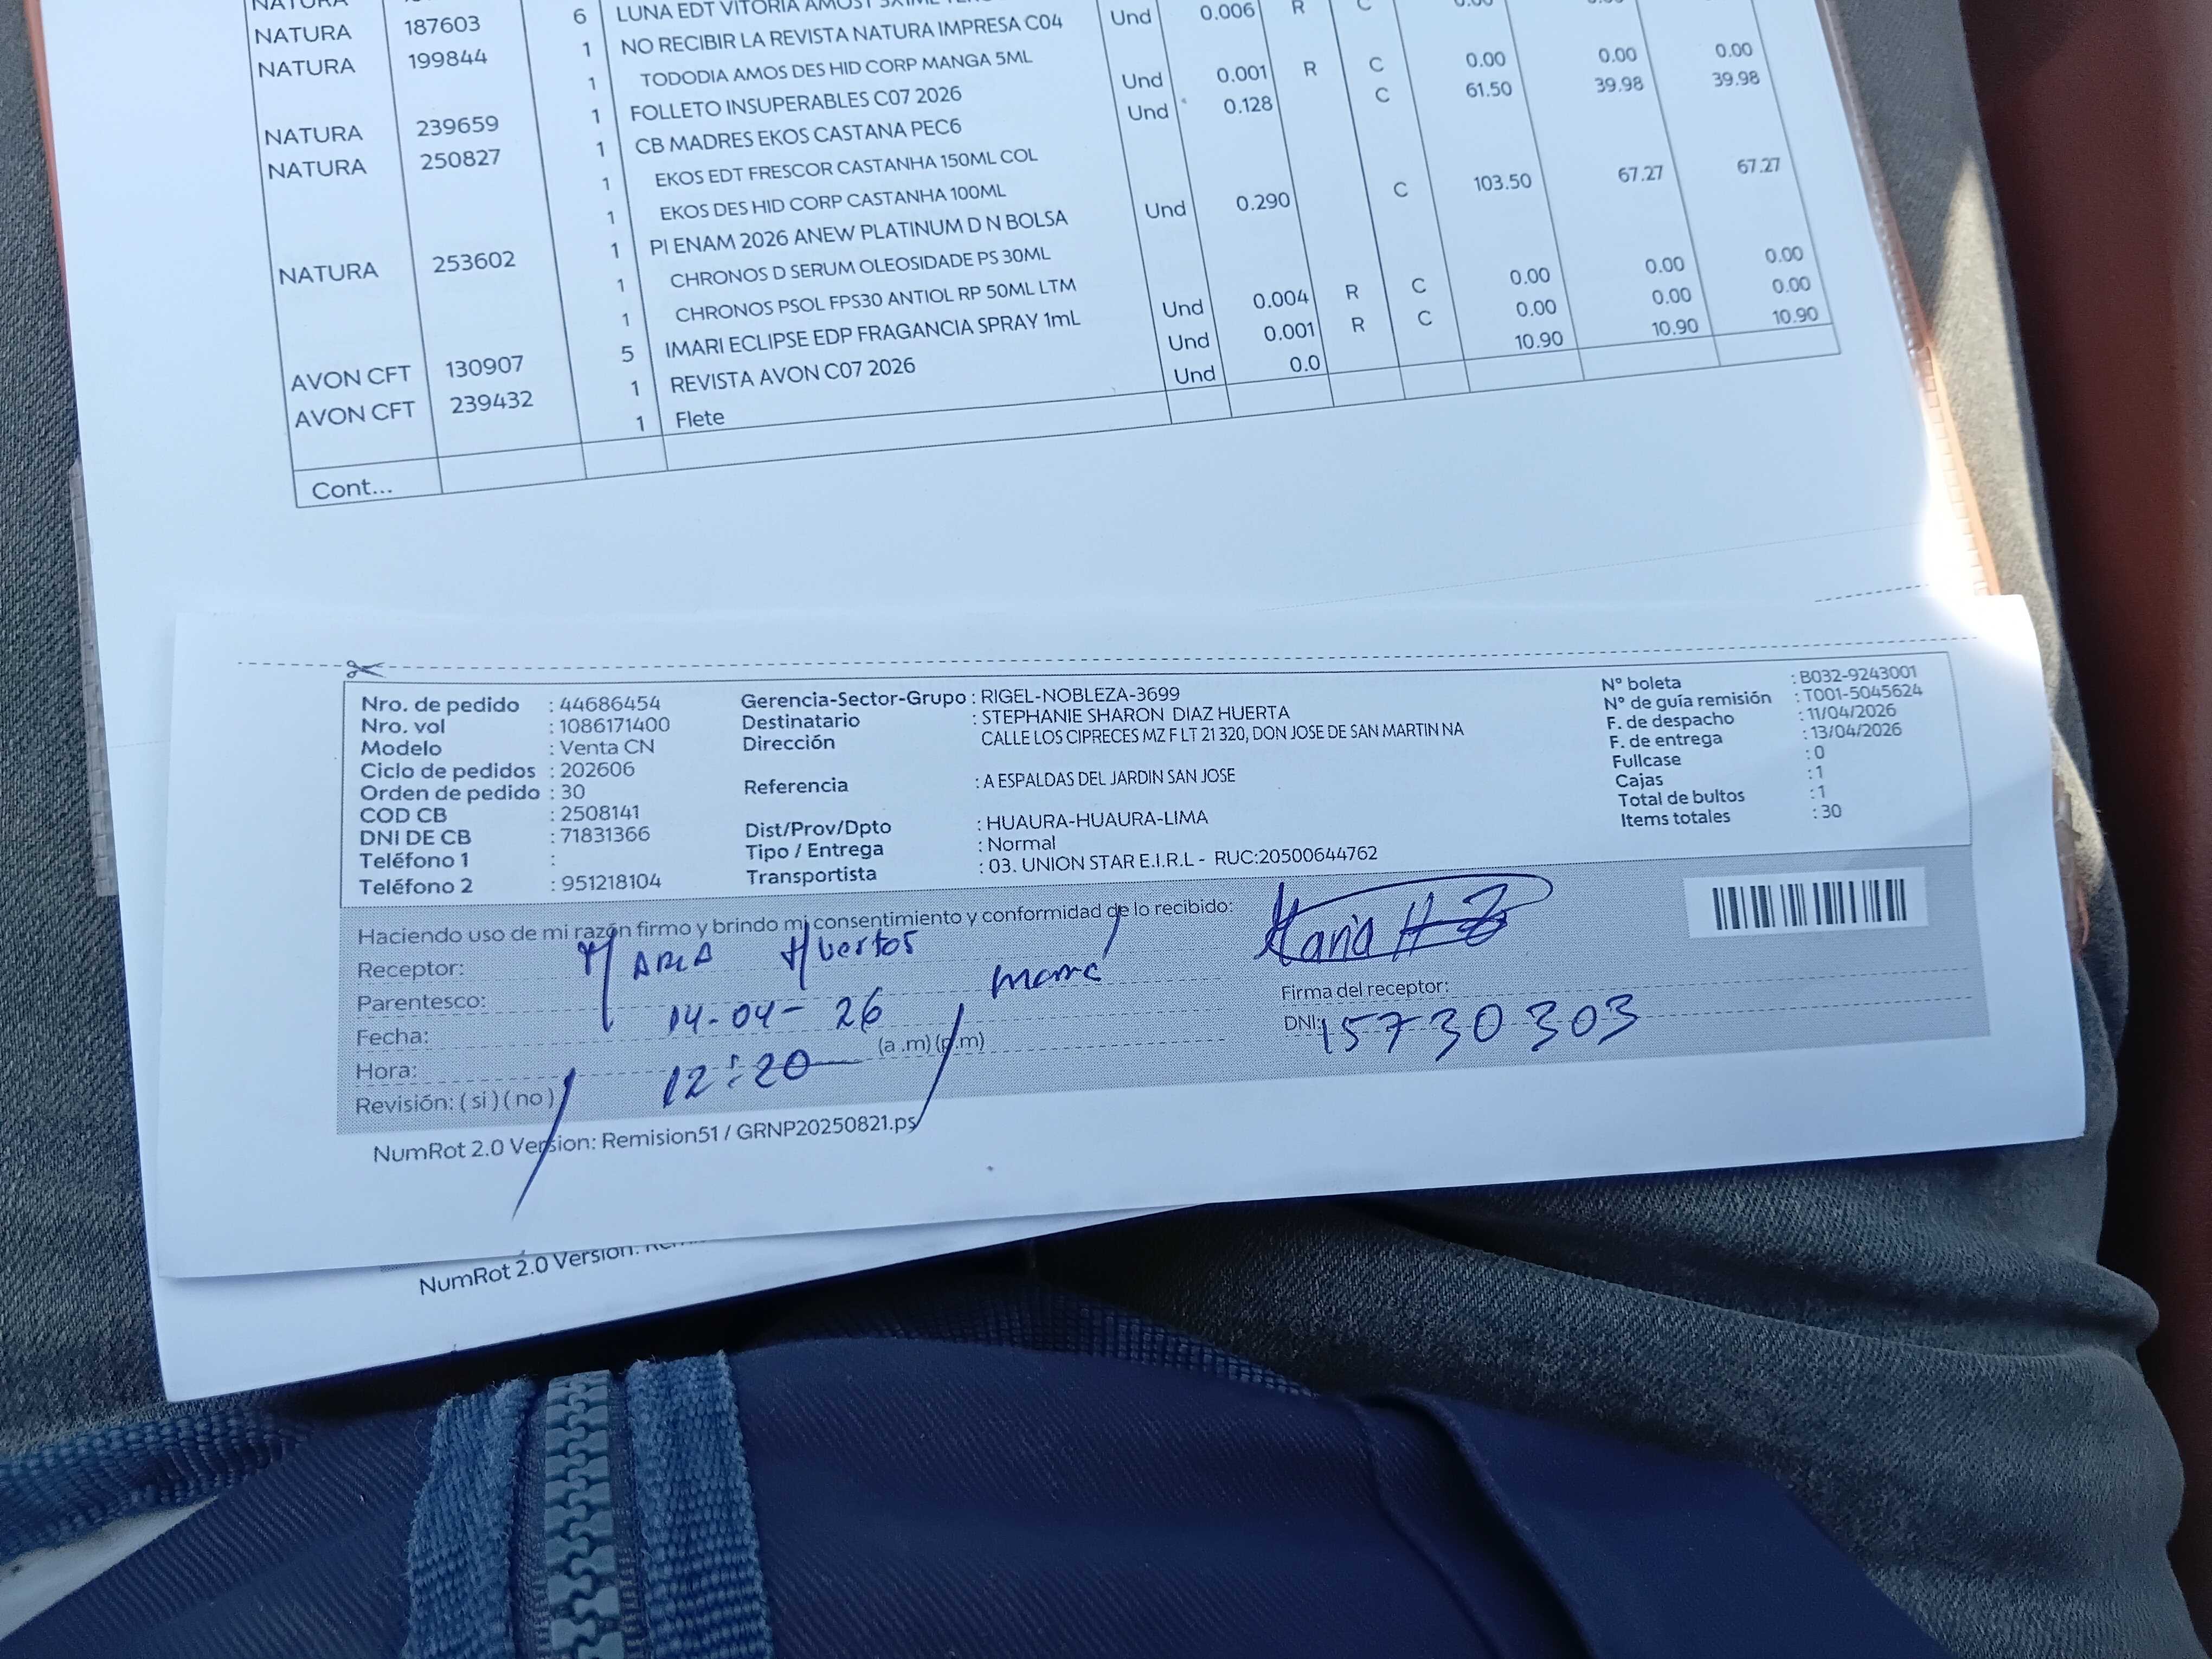 NATURA 187603 6 LUNA EDT VITORIA Und 0.006 R C 0.00
NATURA 199844 1 NO RECIBIR LA REVISTA NATURA IMPRESA C04
1 TODODIA AMOS DES HID CORP MANGA 5ML Und 0.001 R C 0.00 0.00 0.00
NATURA 239659 1 FOLLETO INSUPERABLES C07 2026 Und 0.128 C 61.50 39.98 39.98
NATURA 250827 1 CB MADRES EKOS CASTANA PEC6
1 EKOS EDT FRESCOR CASTANHA 150ML COL
1 EKOS DES HID CORP CASTANHA 100ML Und 0.290 C 103.50 67.27 67.27
NATURA 253602 1 PI ENAM 2026 ANEW PLATINUM D N BOLSA
1 CHRONOS D SERUM OLEOSIDADE PS 30ML
1 CHRONOS PSOL FPS30 ANTIOL RP 50ML LTM Und 0.004 R C 0.00 0.00 0.00
AVON CFT 130907 5 IMARI ECLIPSE EDP FRAGANCIA SPRAY 1mL Und 0.001 R C 0.00 0.00 0.00
AVON CFT 239432 1 REVISTA AVON C07 2026 Und 0.0 10.90 10.90 10.90
1 Flete
Cont...
Nro. de pedido : 44686454 Gerencia-Sector-Grupo : RIGEL-NOBLEZA-3699 N° boleta : B032-9243001
Nro. vol : 1086171400 Destinatario : STEPHANIE SHARON DIAZ HUERTA N° de guía remisión : T001-5045624
Modelo : Venta CN Dirección CALLE LOS CIPRECES MZ F LT 21 320, DON JOSE DE SAN MARTIN NA F. de despacho : 11/04/2026
Ciclo de pedidos : 202606 F. de entrega : 13/04/2026
Orden de pedido : 30 Referencia : A ESPALDAS DEL JARDIN SAN JOSE Fullcase : 0
COD CB : 2508141 Cajas : 1
DNI DE CB : 71831366 Dist/Prov/Dpto : HUAURA-HUAURA-LIMA Total de bultos : 1
Teléfono 1 : Tipo / Entrega : Normal Items totales : 30
Teléfono 2 : 951218104 Transportista : 03. UNION STAR E.I.R.L - RUC:20500644762
Haciendo uso de mi razón firmo y brindo mi consentimiento y conformidad de lo recibido: Maria H
Receptor: MARIA Huertos
Parentesco: mamá Firma del receptor:
Fecha: 14-04-26 DNI: 15730303
Hora: 12:20 (a .m) (p.m)
Revisión: ( si ) ( no )
NumRot 2.0 Version: Remision51 / GRNP20250821.ps
NumRot 2.0 Version: